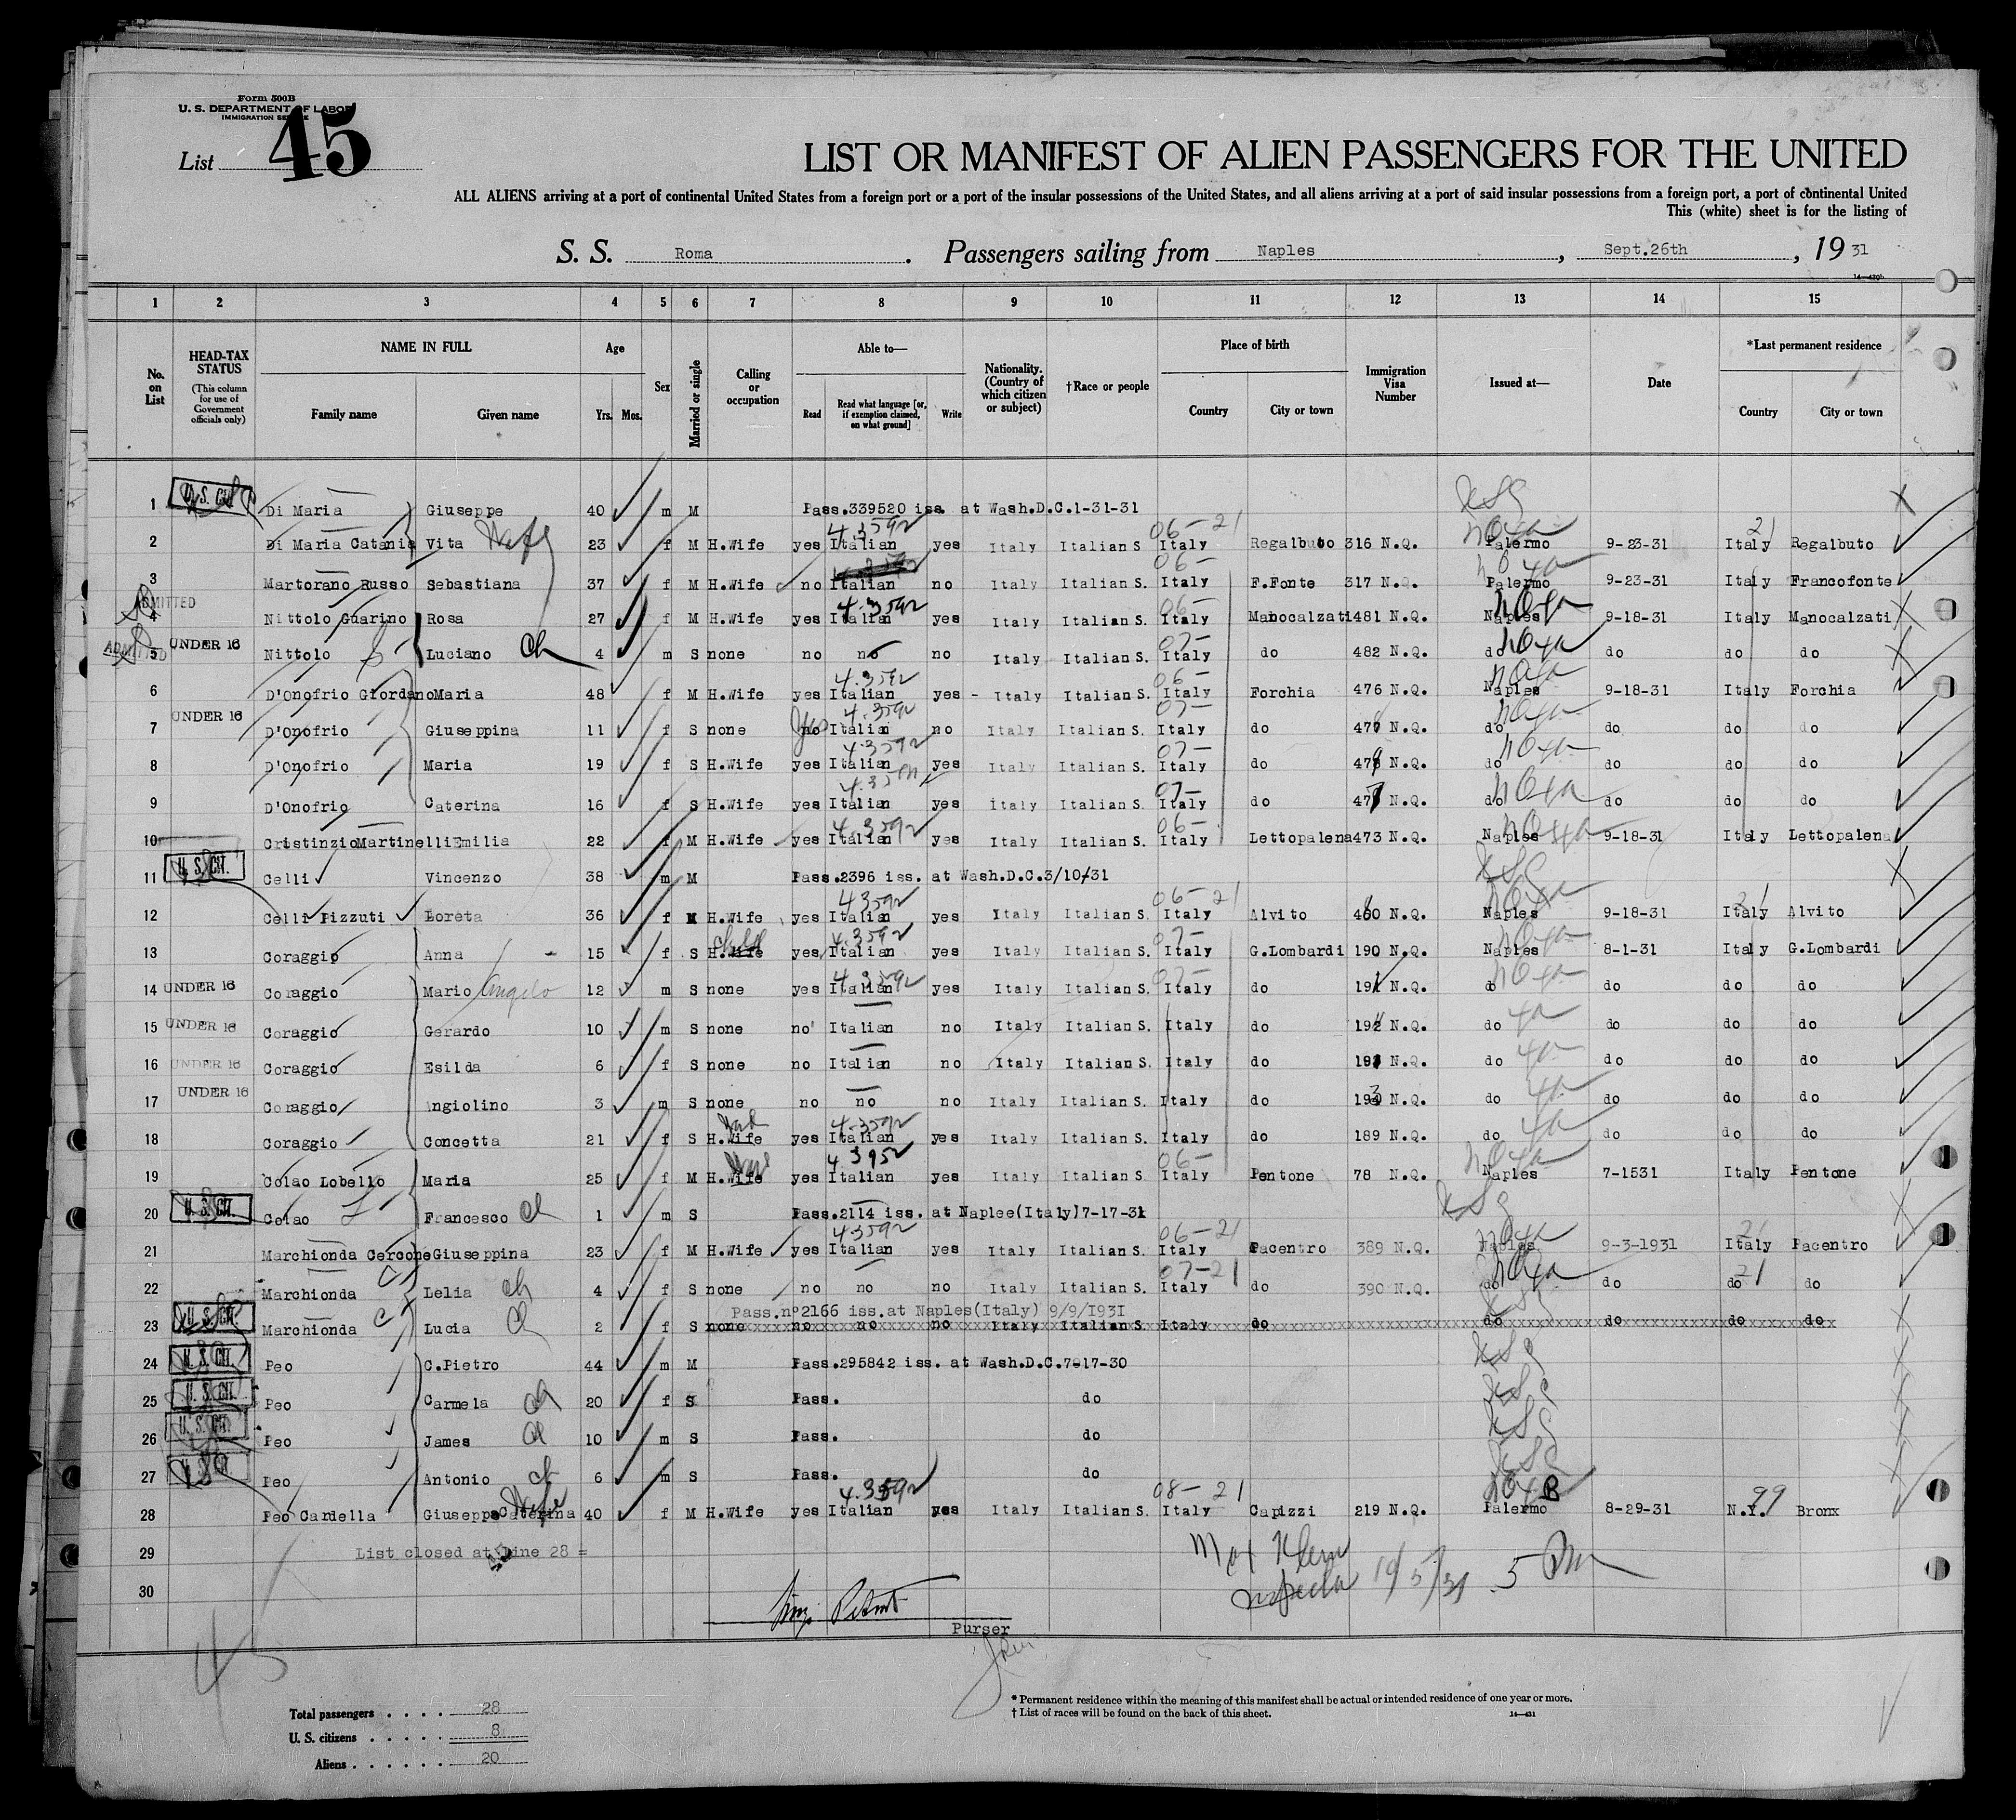 Form 500B
U. S. DEPARTMENT OF LABOR
IMMIGRATION SERVICE
List 45
LIST OR MANIFEST OF ALIEN PASSENGERS FOR THE UNITED
ALL ALIENS arriving at a port of continental United States from a foreign port or a port of the insular possessions of the United States, and all aliens arriving at a port of said insular possessions from a foreign port, a port of continental United
This (white) sheet is for the listing of
S. S. Roma. Passengers sailing from Naples, Sept.26th, 1931
1 2 3 4 5 6 7 8 9 10 11 12 13 14 15
No. on List
HEAD-TAX STATUS (This column for use of Government officials only)
NAME IN FULL Family name Given name
Age Yrs. Mos.
Sex
Married or single
Calling or occupation
Able to— Read Read what language [or, if exemption claimed, on what ground] Write
Nationality. (Country of which citizen or subject)
†Race or people
Place of birth Country City or town
Immigration Visa Number
Issued at—
Date
*Last permanent residence Country City or town
1 U. S. CIT. Di Maria Giuseppe 40 m M Pass.339520 iss. at Wash.D.C.1-31-31
2 Di Maria Catania Vita Wife 23 f M H.Wife yes Italian yes Italy Italian S Italy Regalbuto 316 N.Q. Palermo 9-23-31 Italy Regalbuto
3 Martorano Russo Sebastiana 37 f M H.Wife no Italian no Italy Italian S. Italy F.Fonte 317 N.Q. Palermo 9-23-31 Italy Francofonte
ADMITTED 4 Nittolo Guarino Rosa 27 f M H.Wife yes Italian yes Italy Italian S. Italy Manocalzati 481 N.Q. Naples 9-18-31 Italy Manocalzati
ADMITTED 5 UNDER 16 Nittolo Luciano ch 4 m S none no no no Italy Italian S. Italy do 482 N.Q. do do do do
6 D'Onofrio Giordano Maria 48 f M H.Wife yes Italian yes - Italy Italian S. Italy Forchia 476 N.Q. Naples 9-18-31 Italy Forchia
7 UNDER 16 D'Onofrio Giuseppina 11 f S none no Yes Italian no Italy Italian S. Italy do 47 N.Q. do do do do
8 D'Onofrio Maria 19 f S H.Wife yes Italian yes Italy Italian S. Italy do 47 N.Q. do do do do
9 D'Onofrio Caterina 16 f S H.Wife yes Italian yes italy Italian S. Italy do 47 N.Q. do do do do
10 Cristinzio Martinelli Emilia 22 f M H.Wife yes Italian yes Italy Italian S. Italy Lettopalena 473 N.Q. Naples 9-18-31 Italy Lettopalena
11 U. S. CIT. Celli Vincenzo 38 m M Pass.2396 iss. at Wash.D.C.3/10/31
12 Celli Pizzuti Loreta 36 f M H.Wife yes Italian yes Italy Italian S. Italy Alvito 460 N.Q. Naples 9-18-31 Italy Alvito
13 Coraggio Anna - 15 f S H.Wife child yes Italian yes Italy Italian S. Italy G.Lombardi 190 N.Q. Naples 8-1-31 Italy G.Lombardi
14 UNDER 16 Coraggio Mario Angelo 12 m S none yes Italian yes Italy Italian S. Italy do 191 N.Q. do do do do
15 UNDER 16 Coraggio Gerardo 10 m S none no Italian no Italy Italian S. Italy do 192 N.Q. do do do do
16 UNDER 16 Coraggio Esilda 6 f S none no Italian no Italy Italian S. Italy do N.Q. do do do do
17 UNDER 16 Coraggio Angiolino 3 m S none no no no Italy Italian S. Italy do N.Q. do do do do
18 Coraggio Concetta 21 f S H.Wife yes Italian yes Italy Italian S. Italy do 189 N.Q. do do do do
19 Colao Lobello Maria 25 f M H.Wife yes Italian yes Italy Italian S. Italy Pentone 78 N.Q. Naples 7-1531 Italy Pentone
20 U. S. CIT. Colao Francesco ch 1 m S Pass.2114 iss. at Naplee(Italy)7-17-31
21 Marchionda Cercone Giuseppina 23 f M H.Wife yes Italian yes Italy Italian S. Italy Pacentro 389 N.Q. Naples 9-3-1931 Italy Pacentro
22 Marchionda Lelia ch 4 f S none no no no Italy Italian S. Italy do 390 N.Q. do do do do
Pass.nº2166 iss.at Naples(Italy) 9/9/1931
23 U. S. CIT. Marchionda Lucia ch 2 f S none no no no Italy Italian S. Italy do do do do do
24 U. S. CIT. Peo C.Pietro 44 m M Pass.295842 iss. at Wash.D.C.7-17-30
25 U. S. CIT. Peo Carmela ch 20 f S Pass. do
26 U. S. CIT. Peo James ch 10 m S Pass. do
27 Peo Antonio ch 6 m S Pass. do
28 Peo Cardella Giuseppa Caterina Wife 40 f M H.Wife yes Italian yes Italy Italian S. Italy Capizzi 219 N.Q. Palermo 8-29-31 N.Y. Bronx
29 List closed at line 28 =
30
10/5/31 5 PM
Purser
45
Total passengers . . . . 28
U. S. citizens . . . . . 8
Aliens . . . . . . 20
* Permanent residence within the meaning of this manifest shall be actual or intended residence of one year or more.
† List of races will be found on the back of this sheet.
14—431